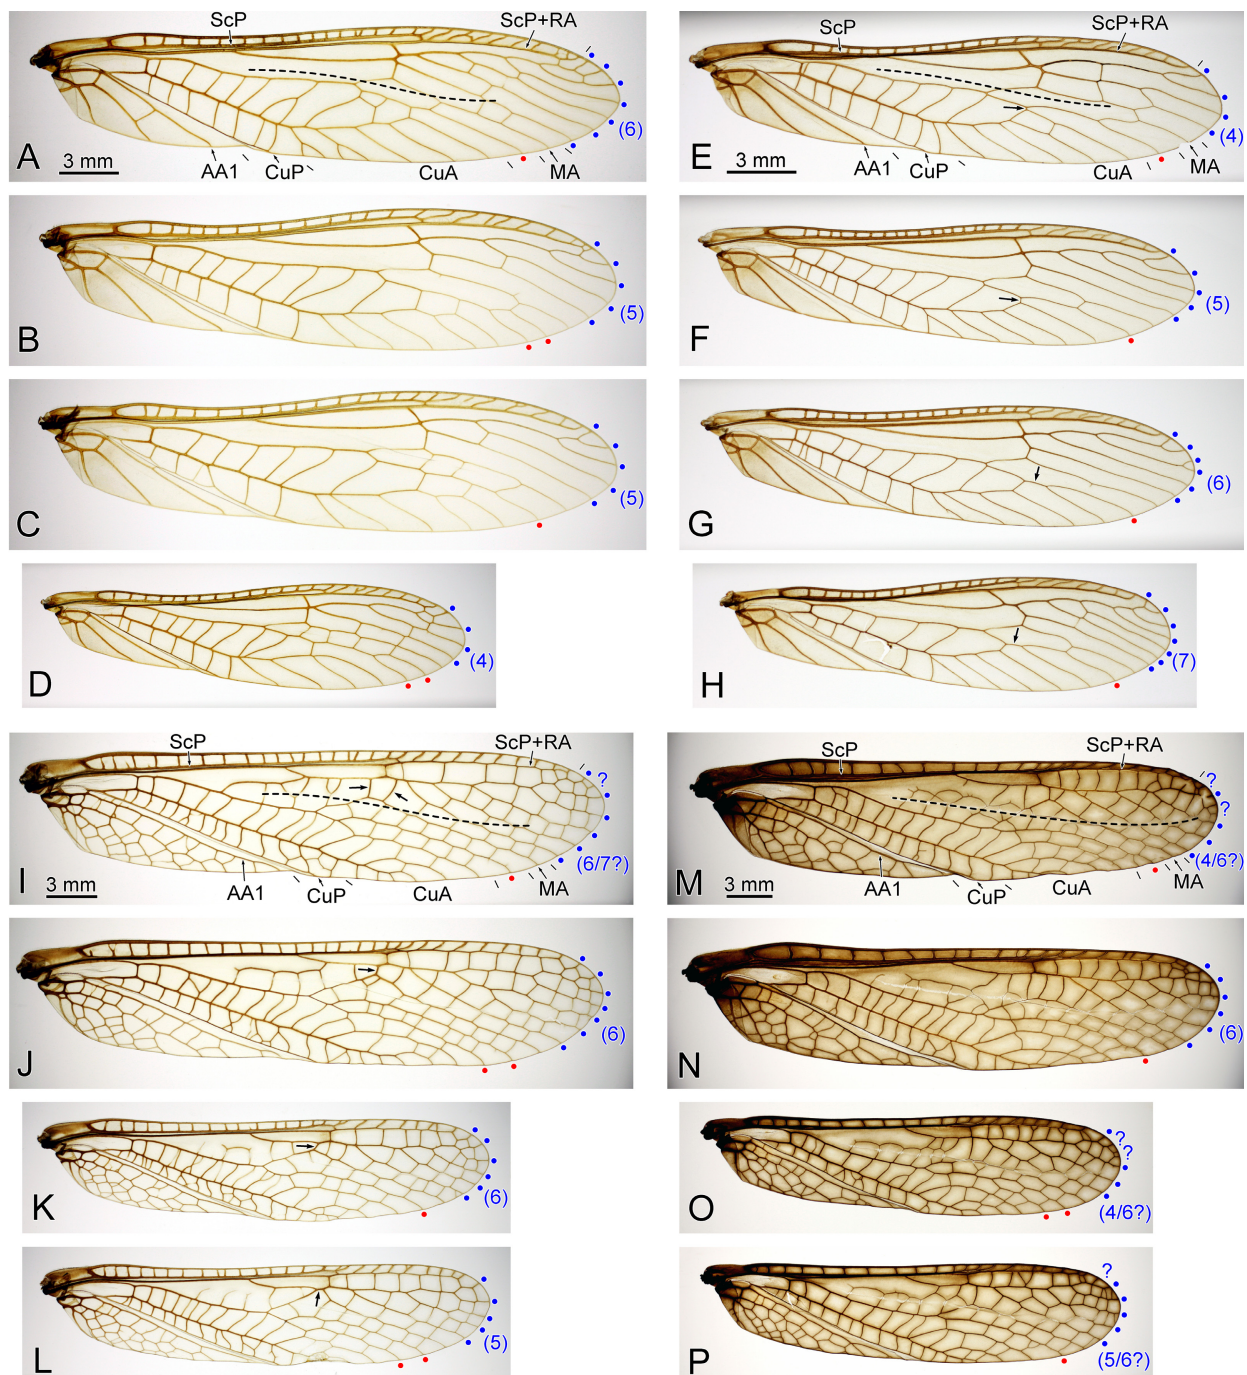 ScP ScP+RA
(6)
A 3 mm AA1 CuP CuA MA
ScP ScP+RA
(4)
E 3 mm AA1 CuP CuA MA
B (5)
F (5)
C (5)
G (6)
D (4)
H (7)
ScP ScP+RA
?
(6/7?)
I 3 mm AA1 CuP CuA MA
ScP ScP+RA
?
?
(4/6?)
M 3 mm AA1 CuP CuA MA
J (6)
N (6)
K (6)
?
?
O (4/6?)
L (5)
?
P (5/6?)